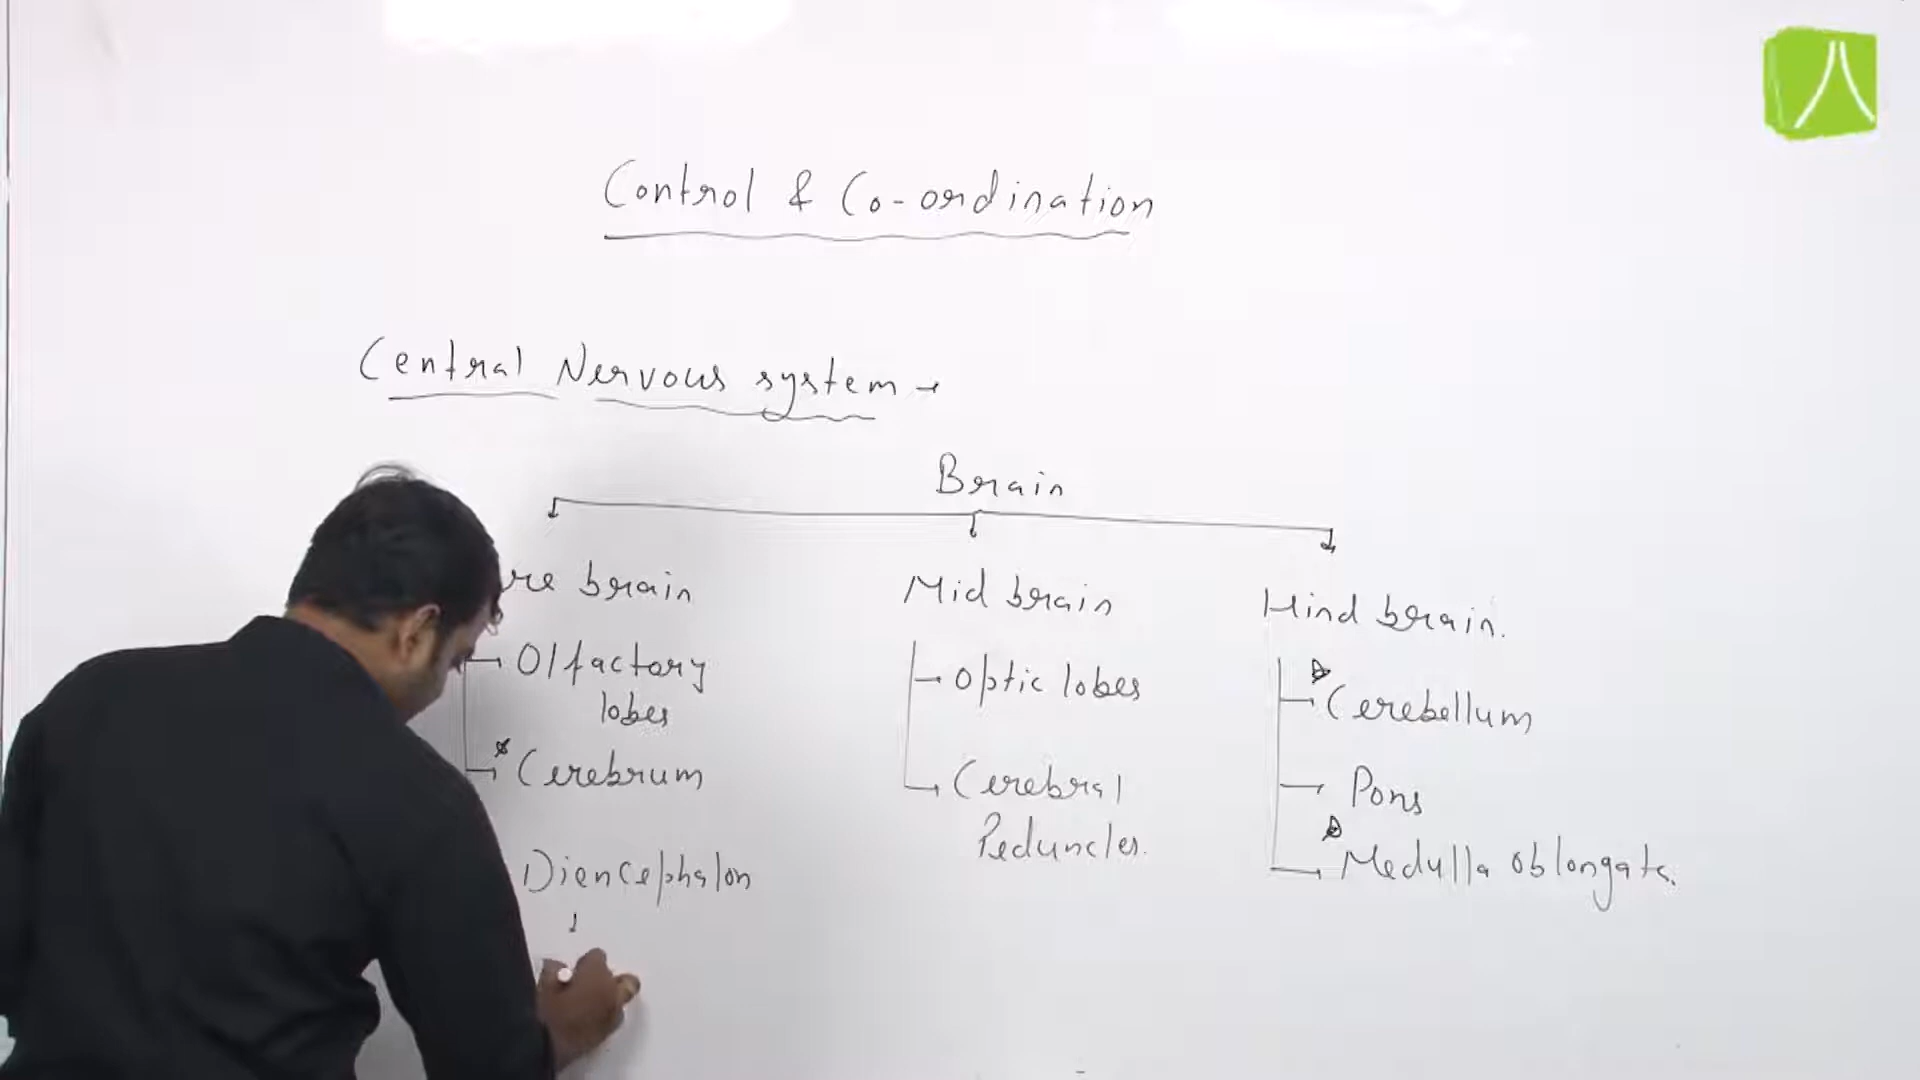 Control & Co-ordination
Central Nervous system →
Brain
re brain
Mid brain
Hind brain.
Olfactory
lobes
Optic lobes
Cerebellum
Cerebrum
Cerebral
Peduncles.
Pons
Diencephalon
Medulla oblongata.